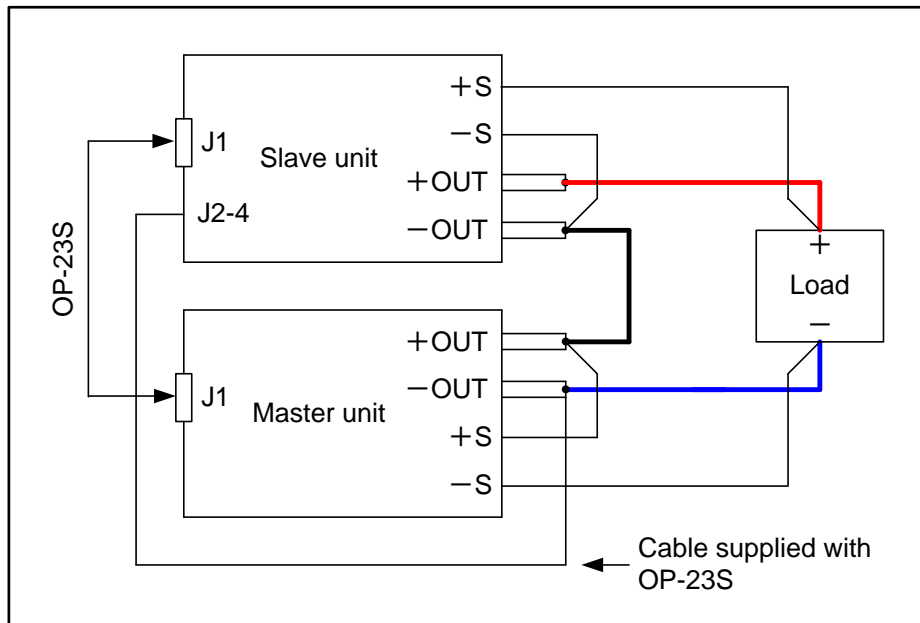 +S
J1
−S
Slave unit
+OUT
J2-4
−OUT
+
Load
−
OP-23S
+OUT
J1
−OUT
Master unit
+S
−S
Cable supplied with
OP-23S